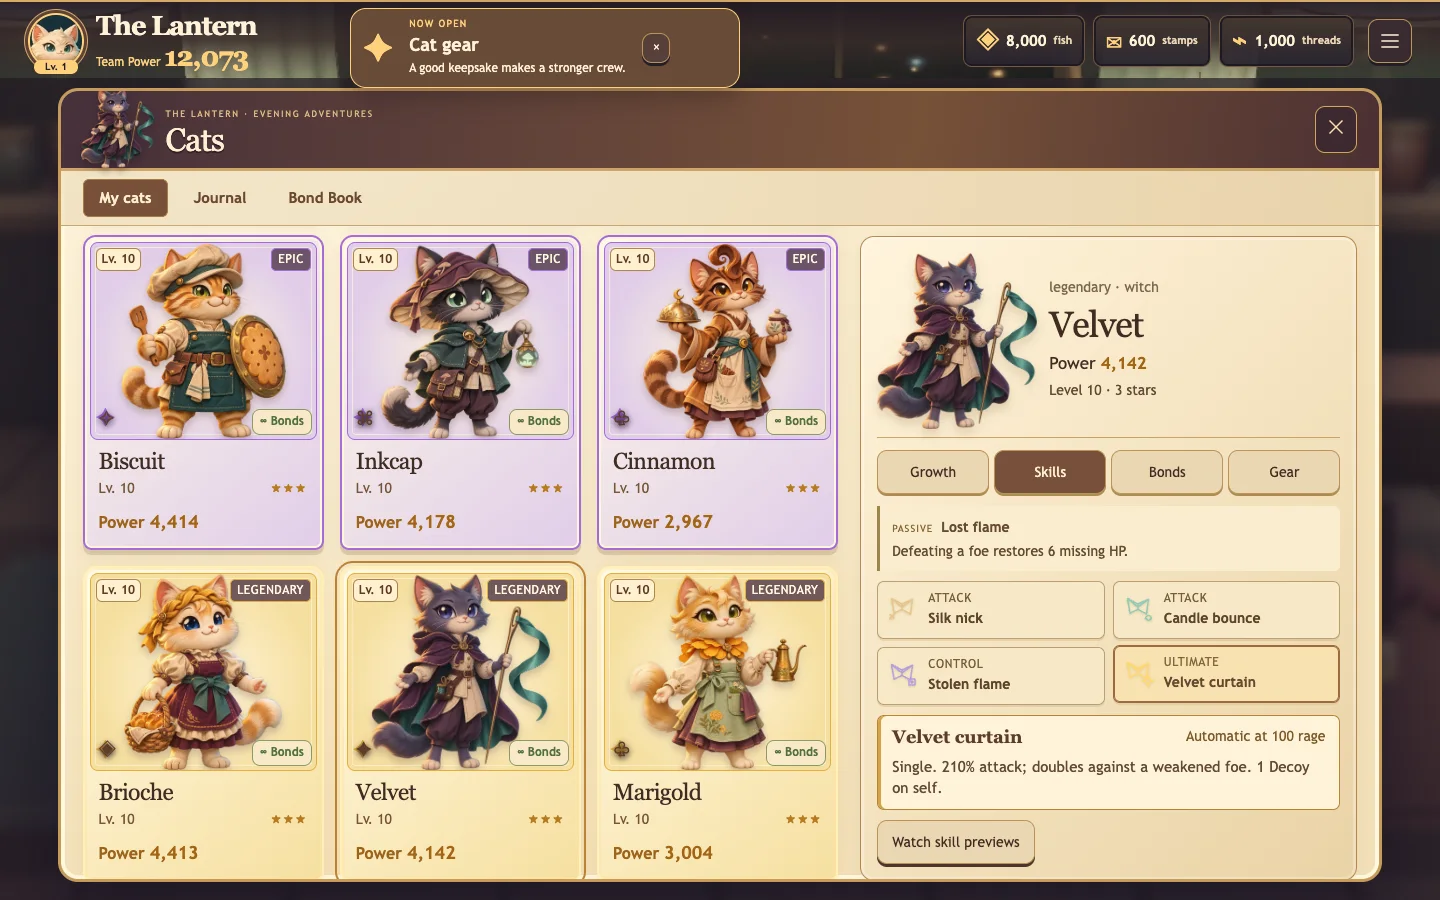 The Lantern
Team Power 12,073
Lv. 1
NOW OPEN
Cat gear
A good keepsake makes a stronger crew.
×
8,000 fish
600 stamps
1,000 threads
THE LANTERN · EVENING ADVENTURES
Cats
My cats
Journal
Bond Book
Lv. 10
EPIC
∞ Bonds
Biscuit
Lv. 10
★★★
Power 4,414
Lv. 10
EPIC
∞ Bonds
Inkcap
Lv. 10
★★★
Power 4,178
Lv. 10
EPIC
∞ Bonds
Cinnamon
Lv. 10
★★★
Power 2,967
Lv. 10
LEGENDARY
∞ Bonds
Brioche
Lv. 10
★★★
Power 4,413
Lv. 10
LEGENDARY
∞ Bonds
Velvet
Lv. 10
★★★
Power 4,142
Lv. 10
LEGENDARY
∞ Bonds
Marigold
Lv. 10
★★★
Power 3,004
legendary · witch
Velvet
Power 4,142
Level 10 · 3 stars
Growth
Skills
Bonds
Gear
PASSIVE Lost flame
Defeating a foe restores 6 missing HP.
ATTACK
Silk nick
ATTACK
Candle bounce
CONTROL
Stolen flame
ULTIMATE
Velvet curtain
Velvet curtain
Automatic at 100 rage
Single. 210% attack; doubles against a weakened foe. 1 Decoy
on self.
Watch skill previews